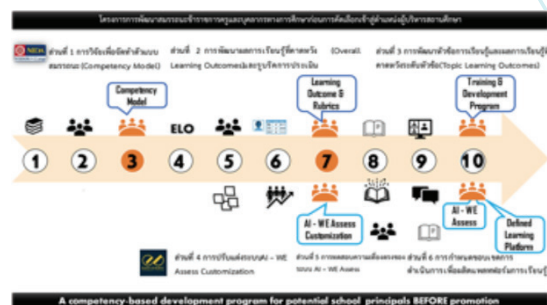 โครงการการพัฒนาสมรรถนะข้าราชการครูและบุคลากรทางการศึกษาก่อนการคัดเลือกเข้าสู่ตำแหน่งผู้บริหารสถานศึกษา
ส่วนที่ 1 การวิจัยเพื่อจัดทำตัวแบบ
สมรรถนะ (Competency Model)
ส่วนที่ 2 การพัฒนาผลการเรียนรู้ที่คาดหวัง (Overall
Learning Outcomes)และรูบริคการประเมิน
ส่วนที่ 3 การพัฒนาหัวข้อการเรียนรู้และผลการเรียนรู้ที่
คาดหวังระดับหัวข้อ(Topic Learning Outcomes)
Competency
Model
Learning
Outcome &
Rubrics
Training &
Development
Program
ELO
1 2 3 4 5 6 7 8 9 10
AI - WE Assess
Customization
AI - WE
Assess
Defined
Learning
Platform
ส่วนที่ 4 การปรับแต่งระบบAI - WE
Assess Customization
ส่วนที่ 5 การทดสอบความเที่ยงตรงของ
ระบบ AI - WE Assess
ส่วนที่ 6 การกำหนดขอบเขตการ
ดำเนินการเพื่อผลิตแพลตฟอร์มการเรียนรู้
A competency-based development program for potential school principals BEFORE promotion